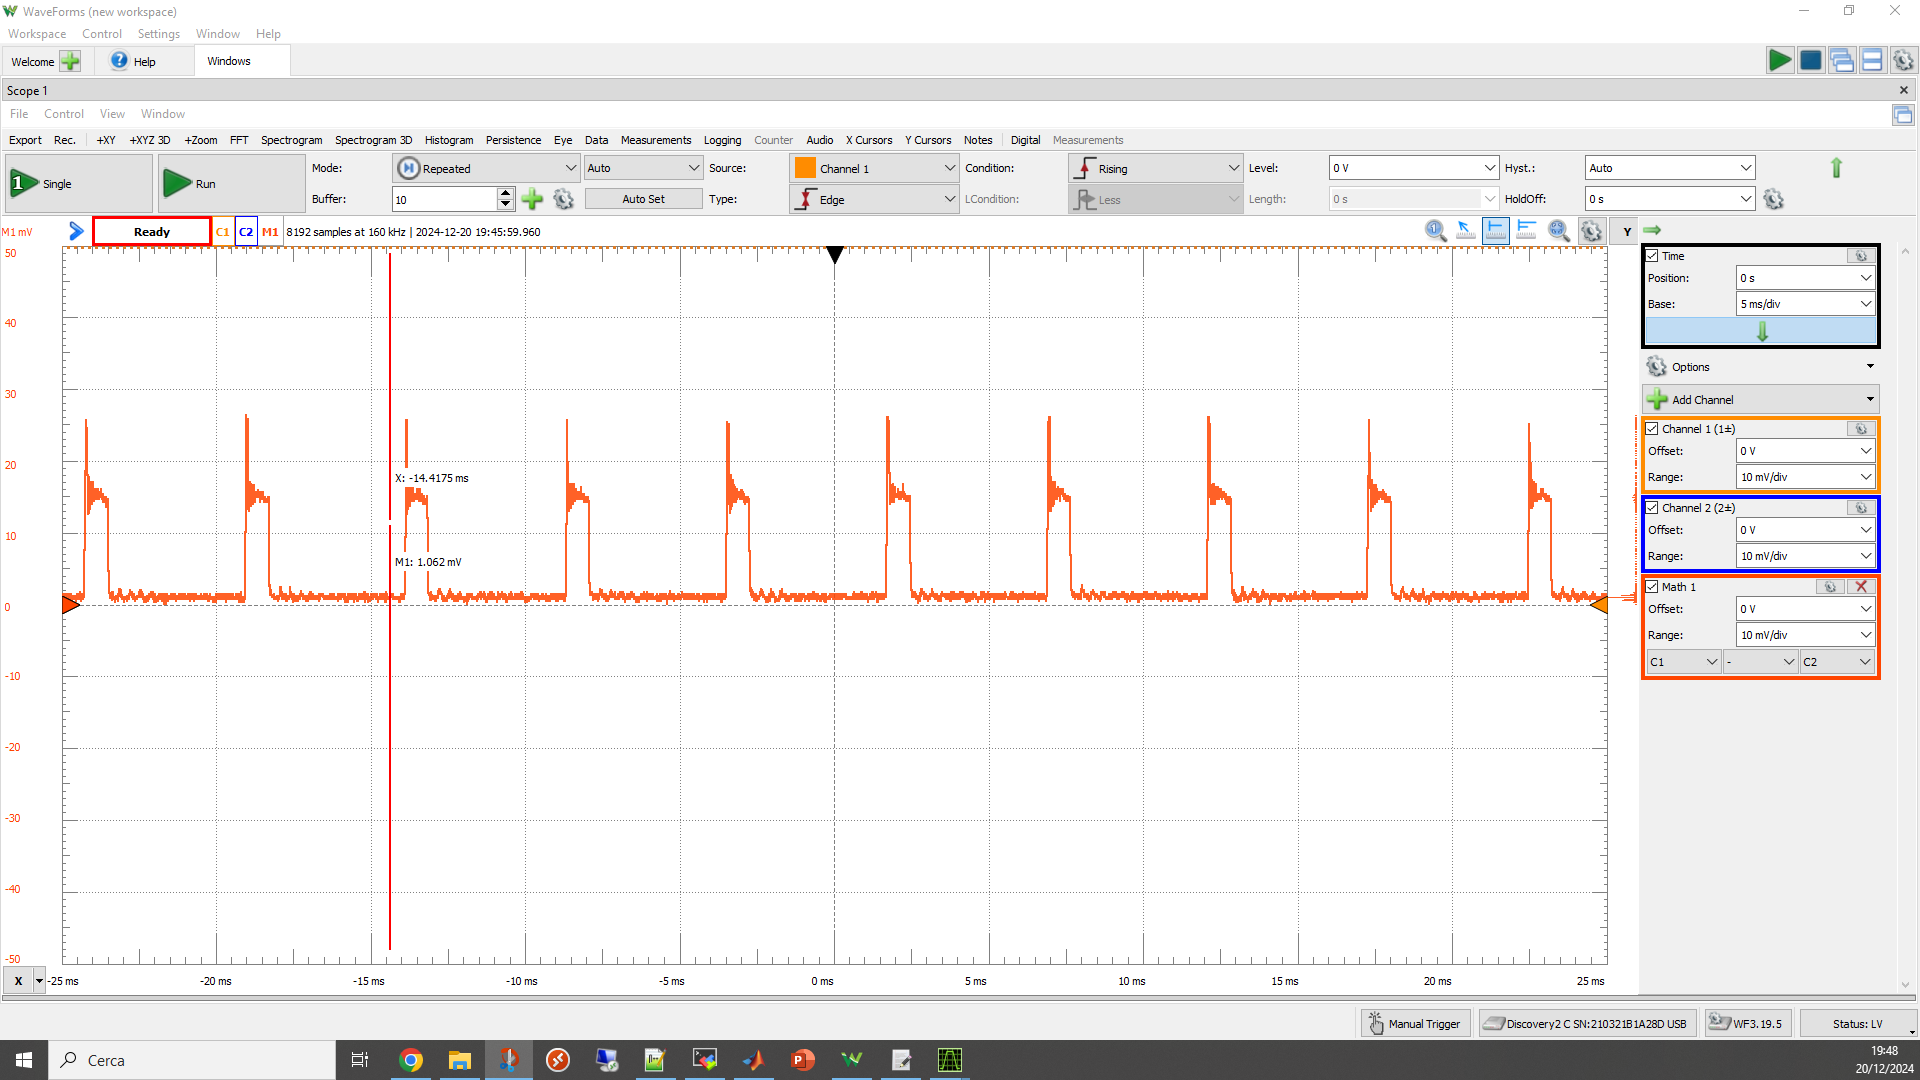 WaveForms (new workspace)
Workspace Control Settings Window Help
Welcome Help Windows
Scope 1
File Control View Window
Export Rec. +XY +XYZ 3D +Zoom FFT Spectrogram Spectrogram 3D Histogram Persistence Eye Data Measurements Logging Counter Audio X Cursors Y Cursors Notes Digital Measurements
1 Single Run Mode: Repeated Auto Source: Channel 1 Condition: Rising Level: 0 V Hyst.: Auto
Buffer: 10 Auto Set Type: Edge LCondition: Less Length: 0 s HoldOff: 0 s
M1 mV Ready C1 C2 M1 8192 samples at 160 kHz | 2024-12-20 19:45:59.960 Y
50
40
30
20
10
0
-10
-20
-30
-40
-50
X: -14.4175 ms
M1: 1.062 mV
X -25 ms -20 ms -15 ms -10 ms -5 ms 0 ms 5 ms 10 ms 15 ms 20 ms 25 ms
Time
Position: 0 s
Base: 5 ms/div
Options
Add Channel
Channel 1 (1±)
Offset: 0 V
Range: 10 mV/div
Channel 2 (2±)
Offset: 0 V
Range: 10 mV/div
Math 1
Offset: 0 V
Range: 10 mV/div
C1 - C2
Manual Trigger Discovery2 C SN:210321B1A28D USB WF3.19.5 Status: LV
Cerca
19:48
20/12/2024